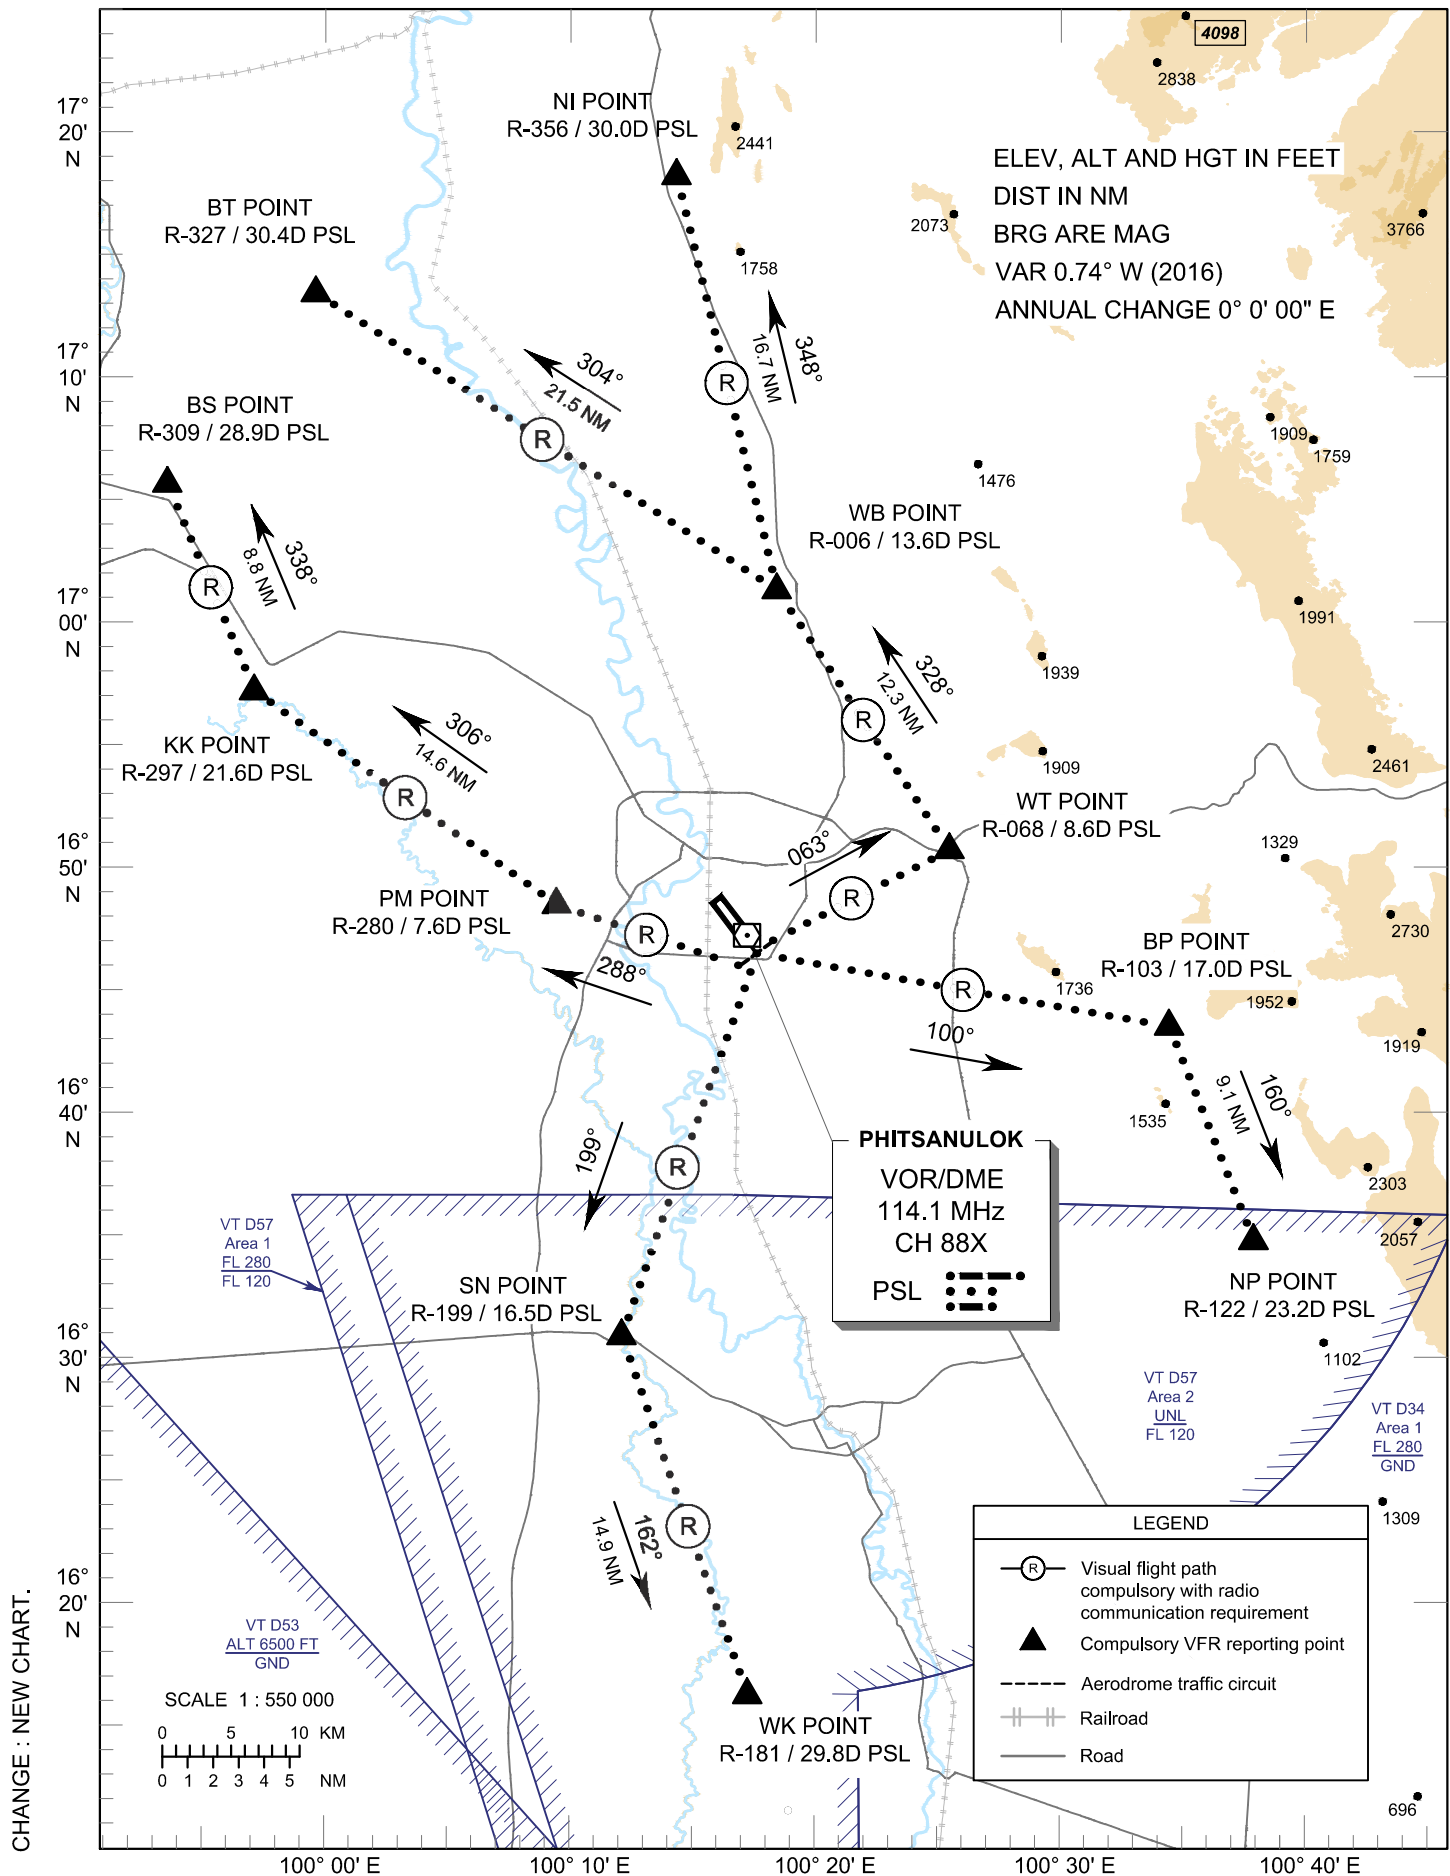 4098
2838
17°
20'
N
NI POINT
R-356 / 30.0D PSL
2441
ELEV, ALT AND HGT IN FEET
DIST IN NM
BRG ARE MAG
VAR 0.74° W (2016)
ANNUAL CHANGE 0° 0' 00" E
BT POINT
R-327 / 30.4D PSL
2073
3766
1758
17°
10'
N
304°
21.5 NM
R
348°
16.7 NM
R
BS POINT
R-309 / 28.9D PSL
1909
1759
1476
WB POINT
R-006 / 13.6D PSL
338°
8.8 NM
R
17°
00'
N
1991
1939
328°
12.3 NM
R
KK POINT
R-297 / 21.6D PSL
306°
14.6 NM
R
1909
2461
WT POINT
R-068 / 8.6D PSL
16°
50'
N
063°
R
1329
PM POINT
R-280 / 7.6D PSL
R
288°
2730
BP POINT
R-103 / 17.0D PSL
1736
1952
R
100°
1919
16°
40'
N
1535
160°
9.1 NM
199°
R
PHITSANULOK
VOR/DME
114.1 MHz
CH 88X
PSL
2303
2057
VT D57
Area 1
FL 280
FL 120
SN POINT
R-199 / 16.5D PSL
NP POINT
R-122 / 23.2D PSL
16°
30'
N
1102
VT D57
Area 2
UNL
FL 120
VT D34
Area 1
FL 280
GND
1309
162°
14.9 NM
R
16°
20'
N
VT D53
ALT 6500 FT
GND
LEGEND
R
Visual flight path
compulsory with radio
communication requirement
Compulsory VFR reporting point
Aerodrome traffic circuit
Railroad
Road
SCALE 1 : 550 000
0 5 10 KM
0 1 2 3 4 5 NM
WK POINT
R-181 / 29.8D PSL
696
CHANGE : NEW CHART.
100° 00' E
100° 10' E
100° 20' E
100° 30' E
100° 40' E